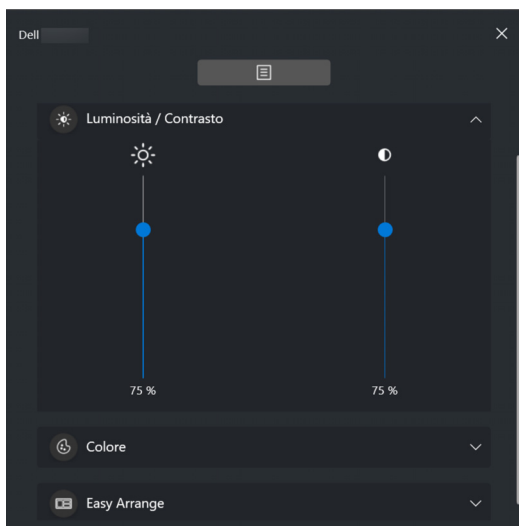 Dell
Luminosità / Contrasto
75 %
75 %
Colore
Easy Arrange